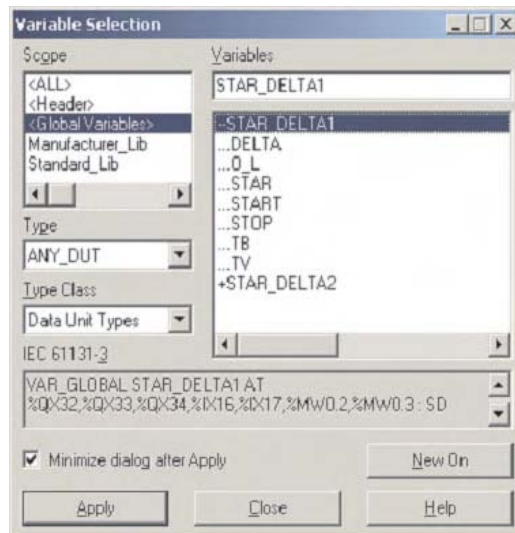 Variable Selection
Scope
<ALL>
<Header>
<Global Variables>
Manufacturer_Lib
Standard_Lib
Type
ANY_DUT
Type Class
Data Unit Types
Variables
STAR_DELTA1
--STAR_DELTA1
...DELTA
...O_L
...STAR
...START
...STOP
...TB
...TV
+STAR_DELTA2
IEC 61131-3
VAR_GLOBAL STAR_DELTA1 AT
%QX32,%QX33,%QX34,%IX16,%IX17,%MW0.2,%MW0.3 : SD
Minimize dialog after Apply
New On
Apply
Close
Help